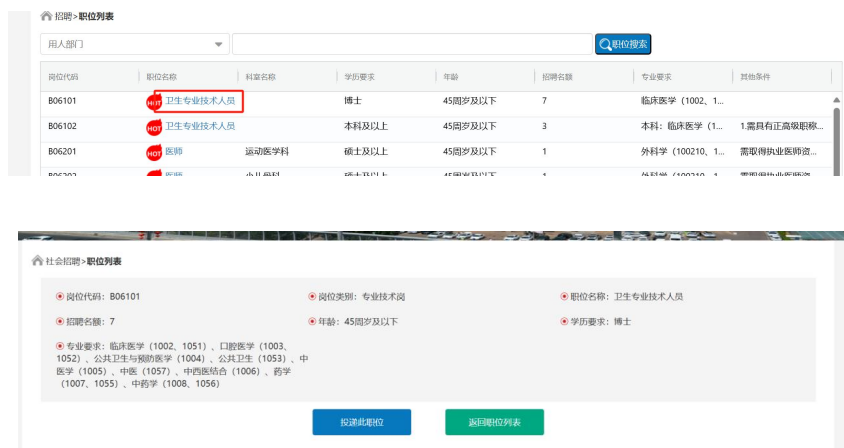 招聘>职位列表
用人部门 职位搜索
岗位代码 职位名称 科室名称 学历要求 年龄 招聘名额 专业要求 其他条件
B06101 HOT 卫生专业技术人员 博士 45周岁及以下 7 临床医学（1002、1...
B06102 HOT 卫生专业技术人员 本科及以上 45周岁及以下 3 本科：临床医学（1... 1.需具有正高级职称...
B06201 HOT 医师 运动医学科 硕士及以上 45周岁及以下 1 外科学（100210、1... 需取得执业医师资...
社会招聘>职位列表
岗位代码：B06101 岗位类别：专业技术岗 职位名称：卫生专业技术人员
招聘名额：7 年龄：45周岁及以下 学历要求：博士
专业要求：临床医学（1002、1051）、口腔医学（1003、
1052）、公共卫生与预防医学（1004）、公共卫生（1053）、中
医学（1005）、中医（1057）、中西医结合（1006）、药学
（1007、1055）、中药学（1008、1056）
投递此职位 返回职位列表